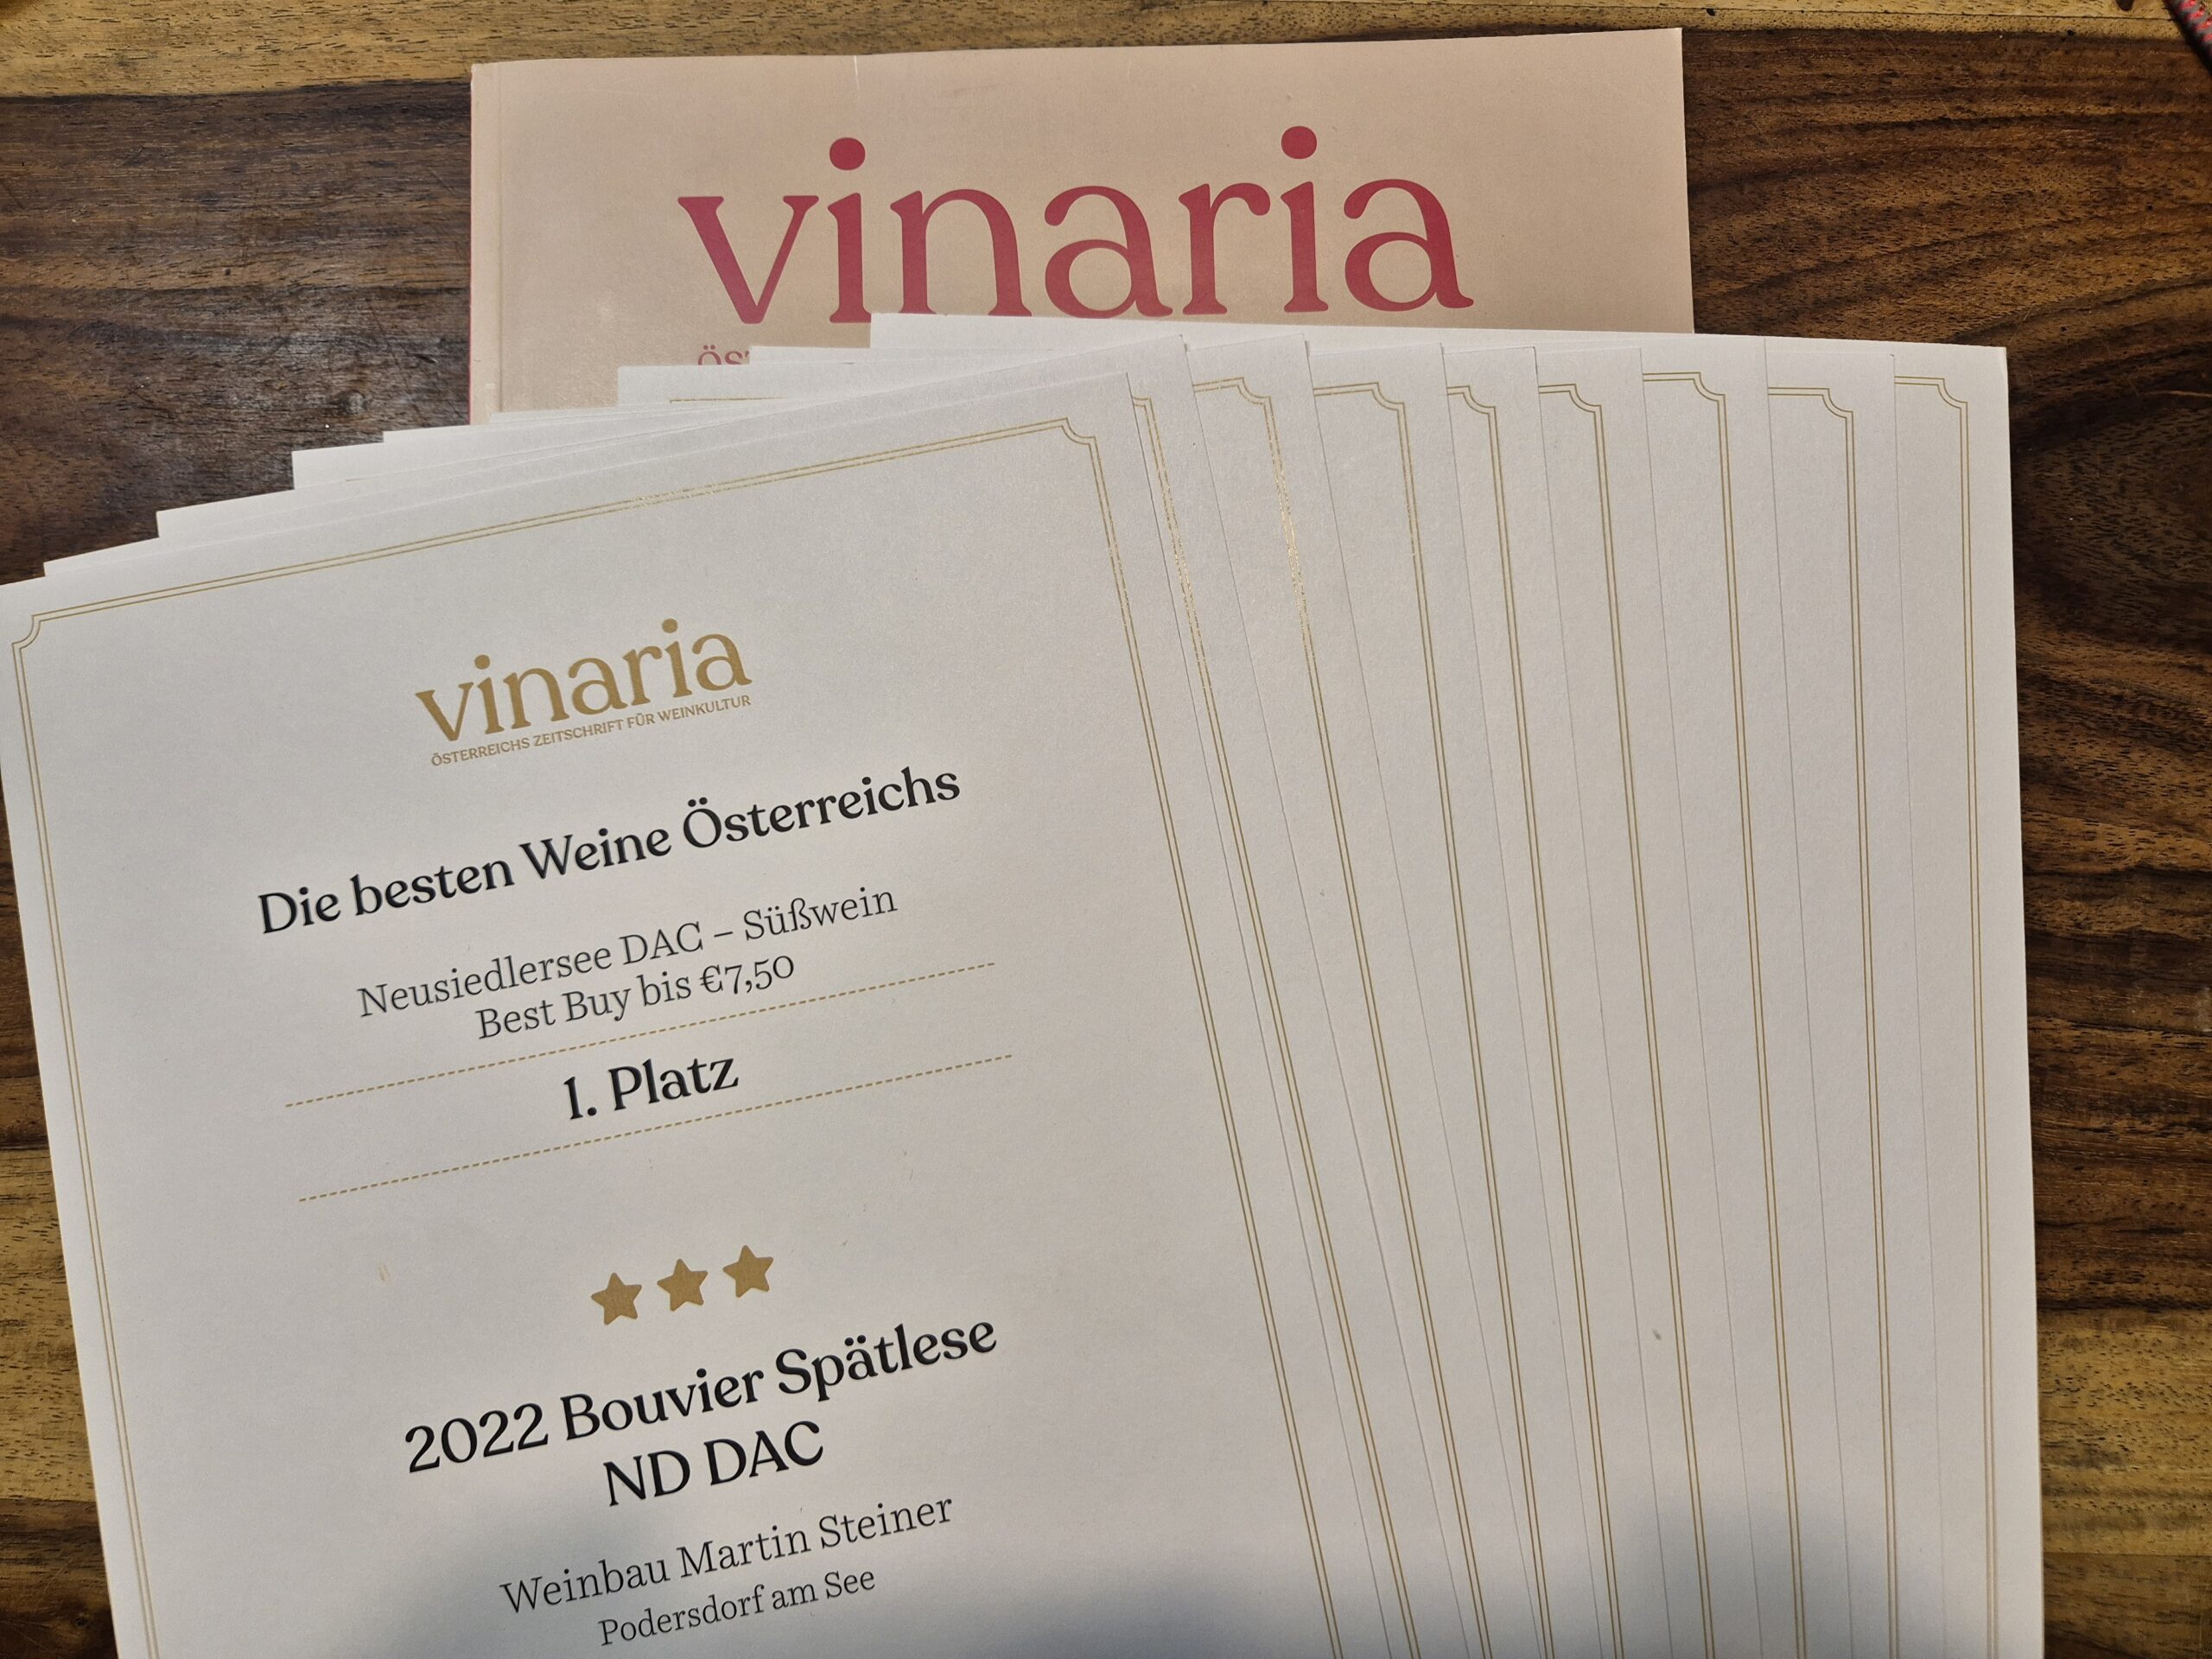 vinaria
vinaria
ÖSTERREICHS ZEITSCHRIFT FÜR WEINKULTUR
Die besten Weine Österreichs
Neusiedlersee DAC – Süßwein
Best Buy bis €7,50
1. Platz
2022 Bouvier Spätlese
ND DAC
Weinbau Martin Steiner
Podersdorf am See